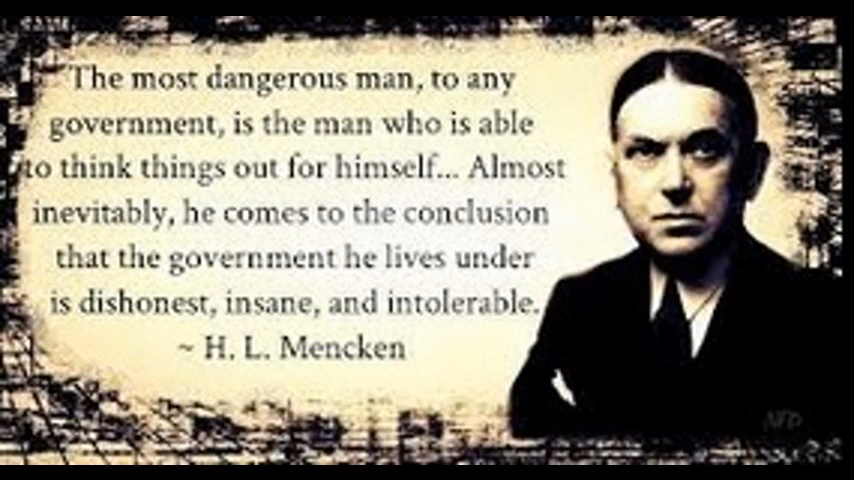 The most dangerous man, to any
government, is the man who is able
to think things out for himself... Almost
inevitably, he comes to the conclusion
that the government he lives under
is dishonest, insane, and intolerable.
~ H. L. Mencken